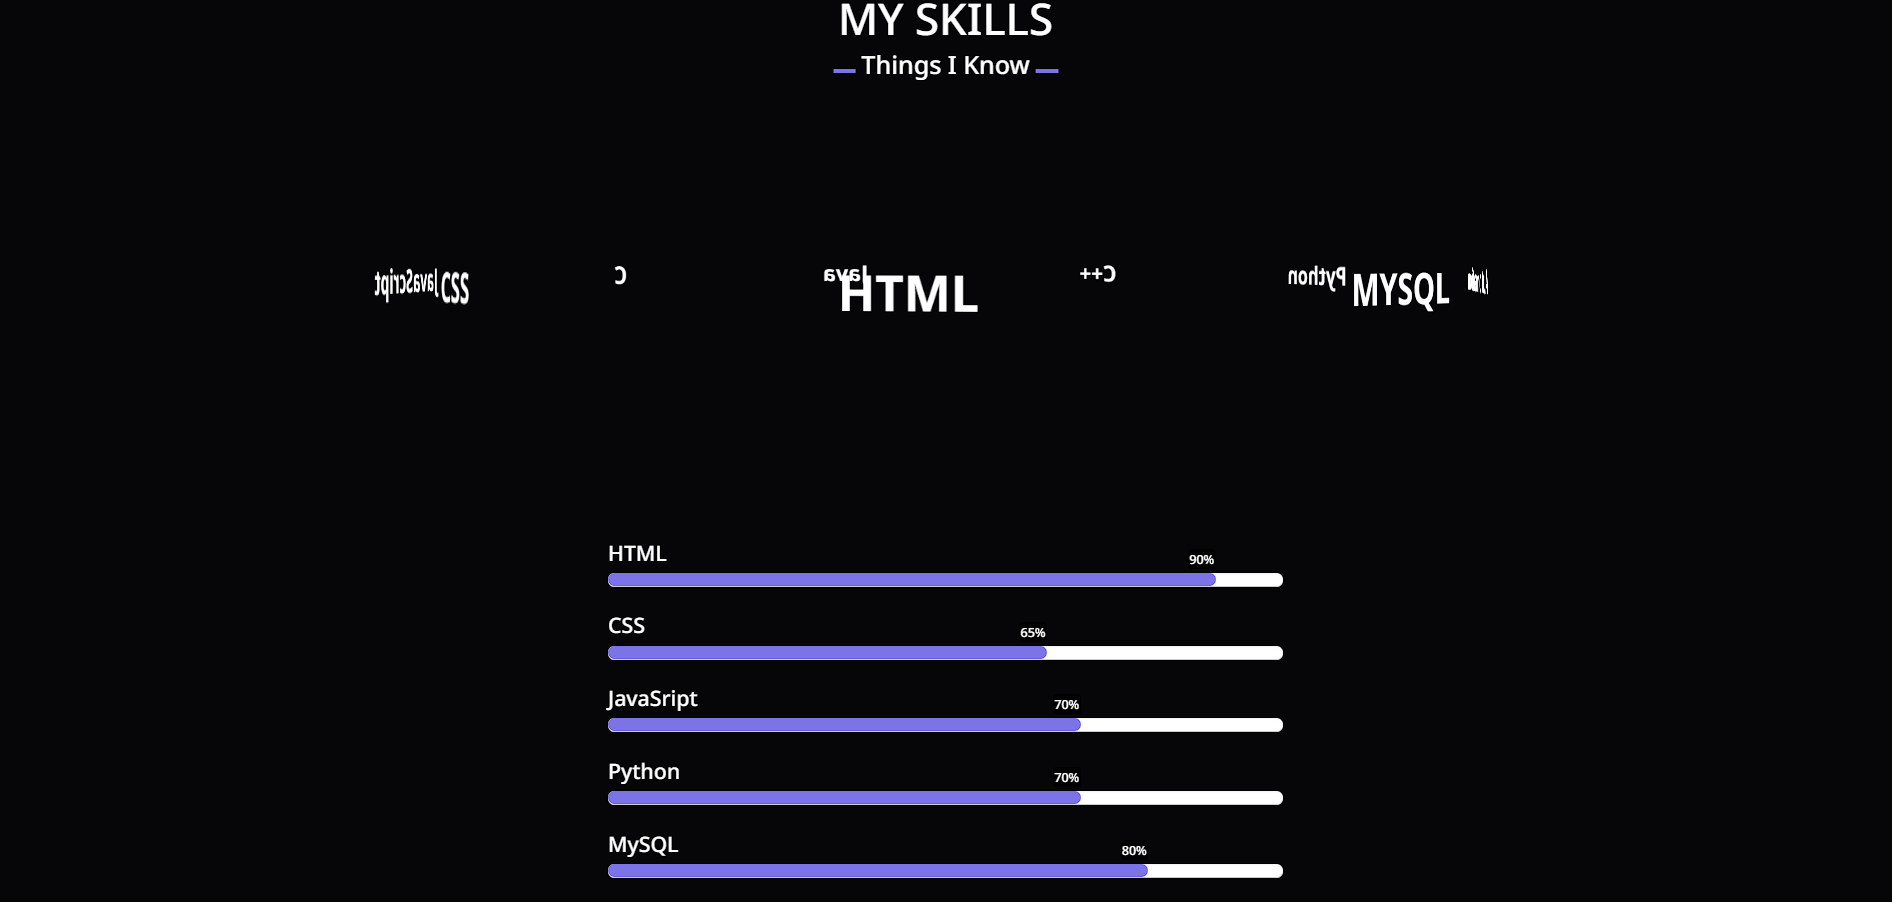 MY SKILLS
Things I Know
JavaScript CSS C Java HTML C++ Python MYSQL
HTML
90%
CSS
65%
JavaSript
70%
Python
70%
MySQL
80%